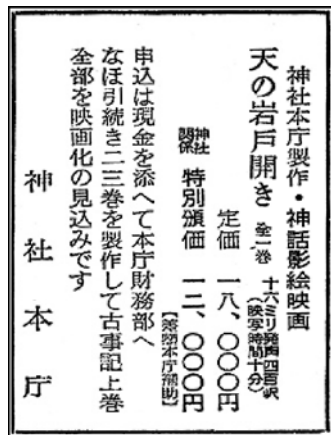 神社本庁製作・神話影絵映画
天の岩戸開き 全一巻
十六ミリ発声四百呎
(映写時間十分)
定価 一八、〇〇〇円
神社関係 特別頒価 一二、〇〇〇円
【差額本庁補助】
申込は現金を添へて本庁財務部へ
なほ引続き二三巻を製作して古事記上巻
全部を映画化の見込みです
神社本庁